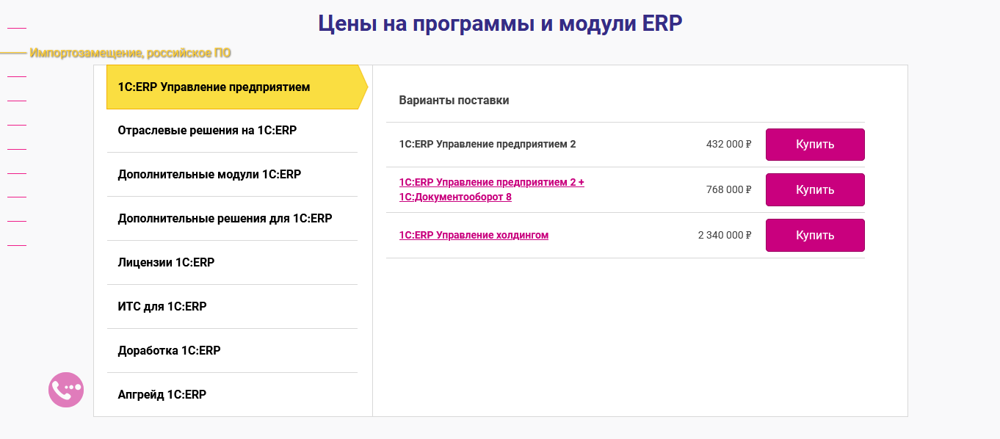 Цены на программы и модули ERP
Импортозамещение, российское ПО
1С:ERP Управление предприятием
Отраслевые решения на 1С:ERP
Дополнительные модули 1С:ERP
Дополнительные решения для 1С:ERP
Лицензии 1С:ERP
ИТС для 1С:ERP
Доработка 1С:ERP
Апгрейд 1С:ERP
Варианты поставки
1С:ERP Управление предприятием 2 432 000 ₽ Купить
1С:ERP Управление предприятием 2 +
1С:Документооборот 8 768 000 ₽ Купить
1С:ERP Управление холдингом 2 340 000 ₽ Купить